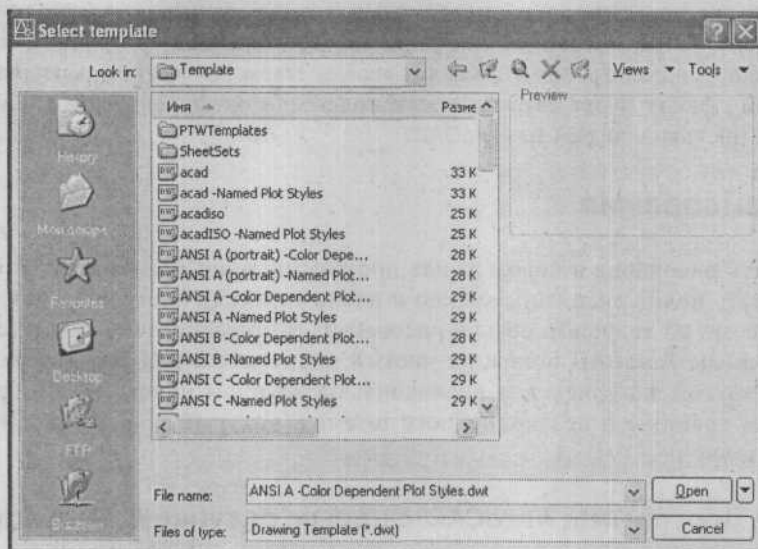 Select template
Look in: Template Views Tools
Имя Разме Preview
PTWTemplates
SheetSets
acad 33 K
acad -Named Plot Styles 33 K
acadiso 25 K
acadISO -Named Plot Styles 25 K
ANSI A (portrait) -Color Depe... 28 K
ANSI A (portrait) -Named Plot... 28 K
ANSI A -Color Dependent Plot... 29 K
ANSI A -Named Plot Styles 29 K
ANSI B -Color Dependent Plot... 28 K
ANSI B -Named Plot Styles 29 K
ANSI C -Color Dependent Plot... 29 K
ANSI C -Named Plot Styles 29 K
History
Favorites
Desktop
FTP
File name: ANSI A -Color Dependent Plot Styles.dwt Open
Files of type: Drawing Template (*.dwt) Cancel